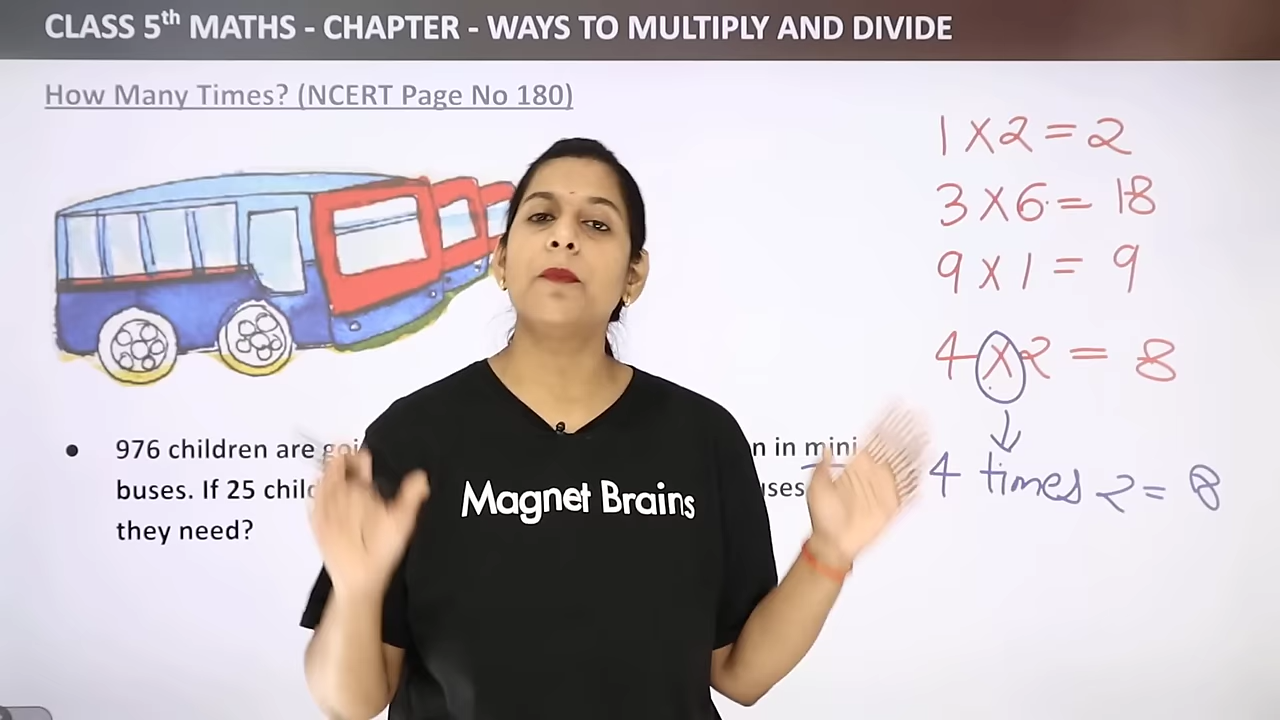 CLASS 5th MATHS - CHAPTER - WAYS TO MULTIPLY AND DIVIDE
How Many Times? (NCERT Page No 180)
1 X 2 = 2
3 X 6 = 18
9 X 1 = 9
4 X 2 = 8
4 times 2 = 8
• 976 children are in mini
buses. If 25
they need?
Magnet Brains